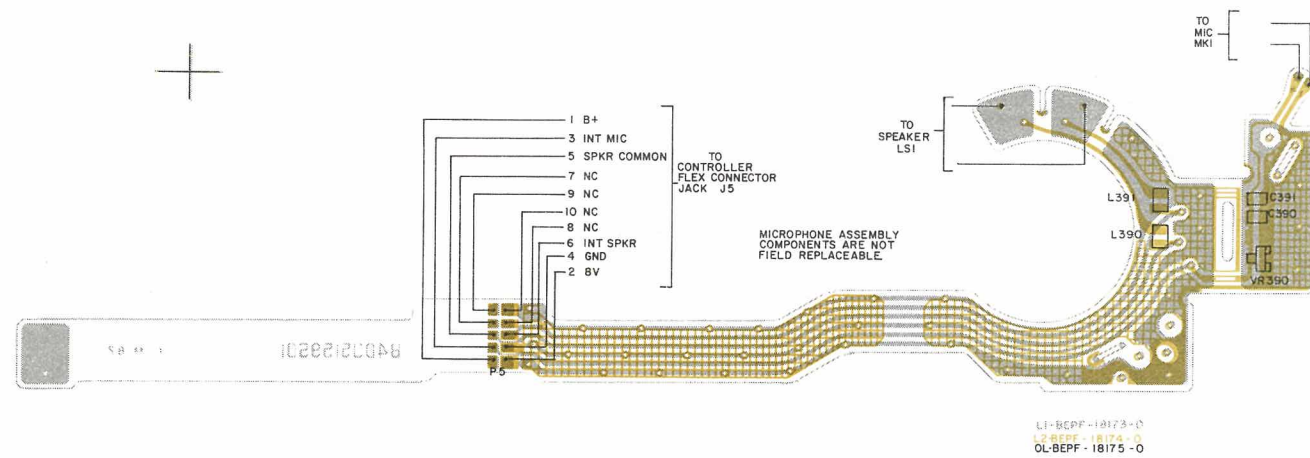 TO
MIC
MK1
1 B+
3 INT MIC
5 SPKR COMMON
7 NC
9 NC
10 NC
8 NC
6 INT SPKR
4 GND
2 8V
TO
CONTROLLER
FLEX CONNECTOR
JACK J5
TO
SPEAKER
LS1
MICROPHONE ASSEMBLY
COMPONENTS ARE NOT
FIELD REPLACEABLE.
L391
L390
C391
C390
VR390
P5
L1-BEPF-18173-O
L2-BEPF-18174-O
OL-BEPF-18175-O